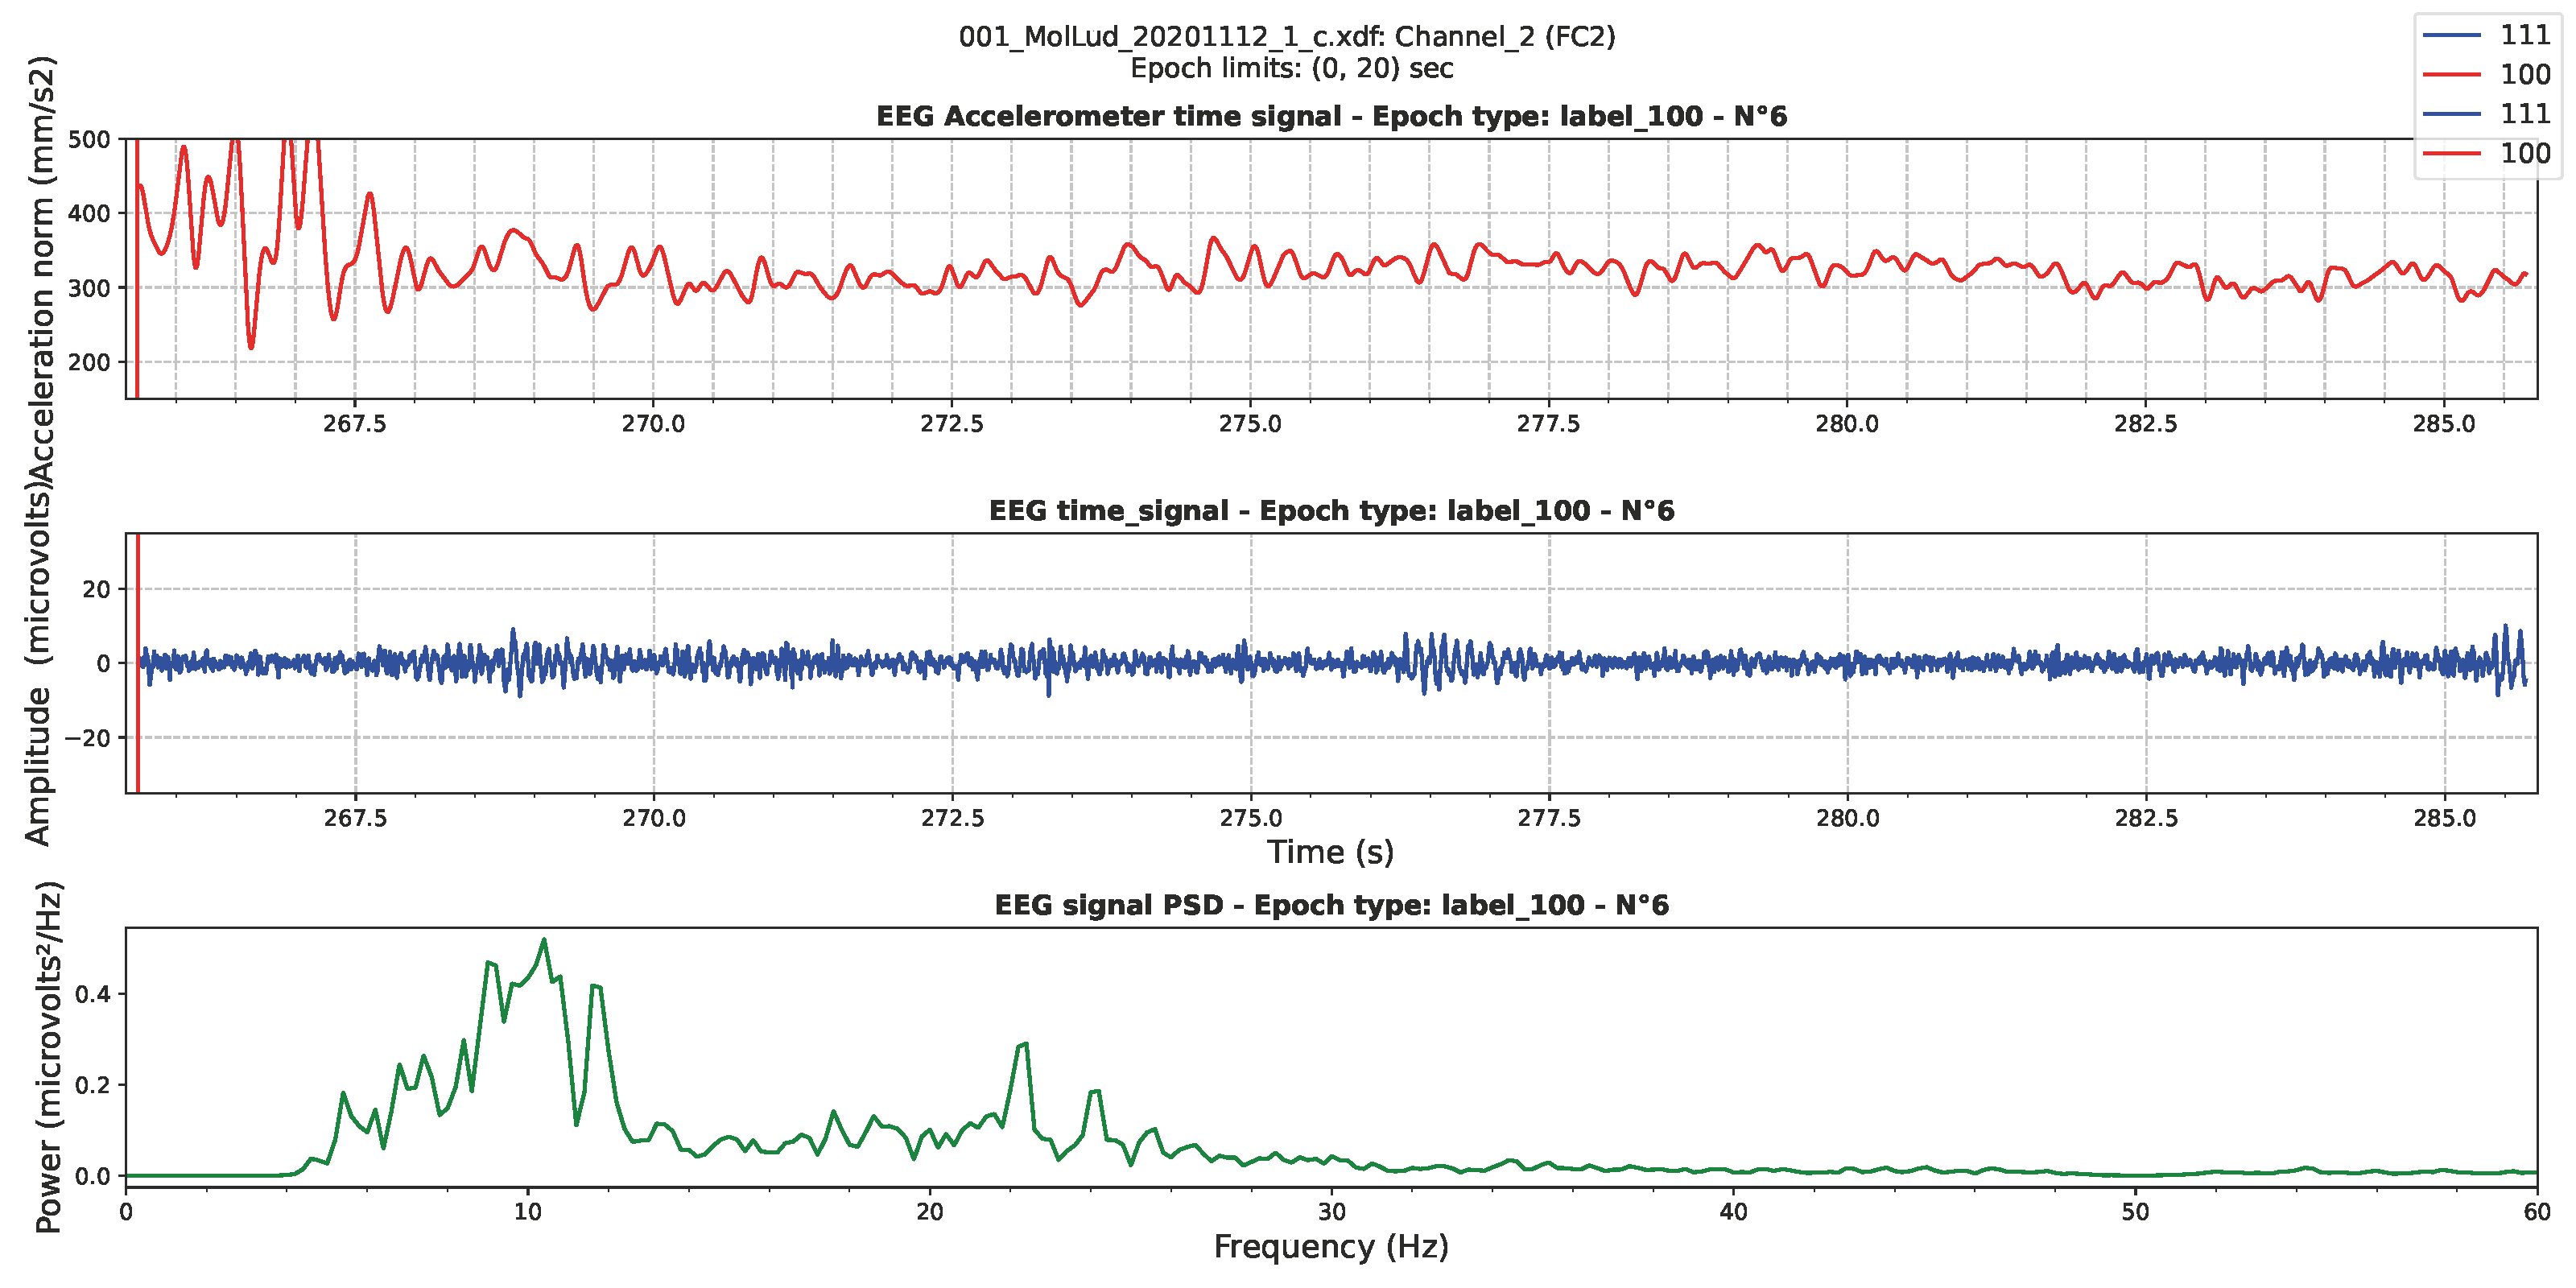 001_MolLud_20201112_1_c.xdf: Channel_2 (FC2)
Epoch limits: (0, 20) sec
111
100
111
100
EEG Accelerometer time signal - Epoch type: label_100 - N°6
Acceleration norm (mm/s2)
500
400
300
200
267.5 270.0 272.5 275.0 277.5 280.0 282.5 285.0
EEG time_signal - Epoch type: label_100 - N°6
Amplitude (microvolts)
20
0
−20
267.5 270.0 272.5 275.0 277.5 280.0 282.5 285.0
Time (s)
EEG signal PSD - Epoch type: label_100 - N°6
Power (microvolts²/Hz)
0.4
0.2
0.0
0 10 20 30 40 50 60
Frequency (Hz)